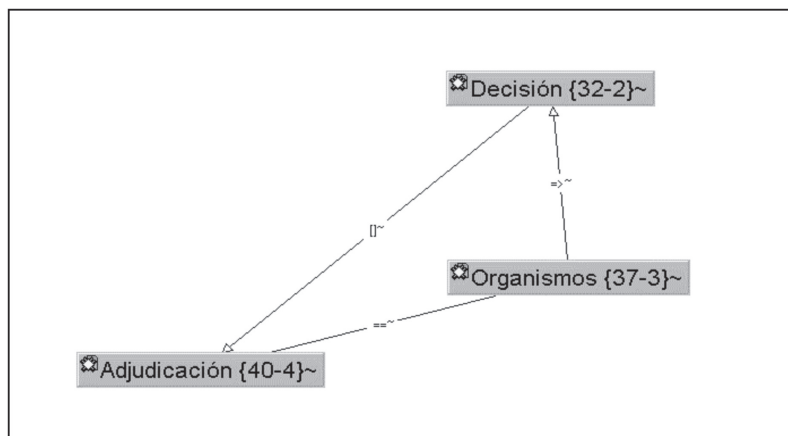 Decisión {32-2}~
=>~
[]~
Organismos {37-3}~
==~
Adjudicación {40-4}~